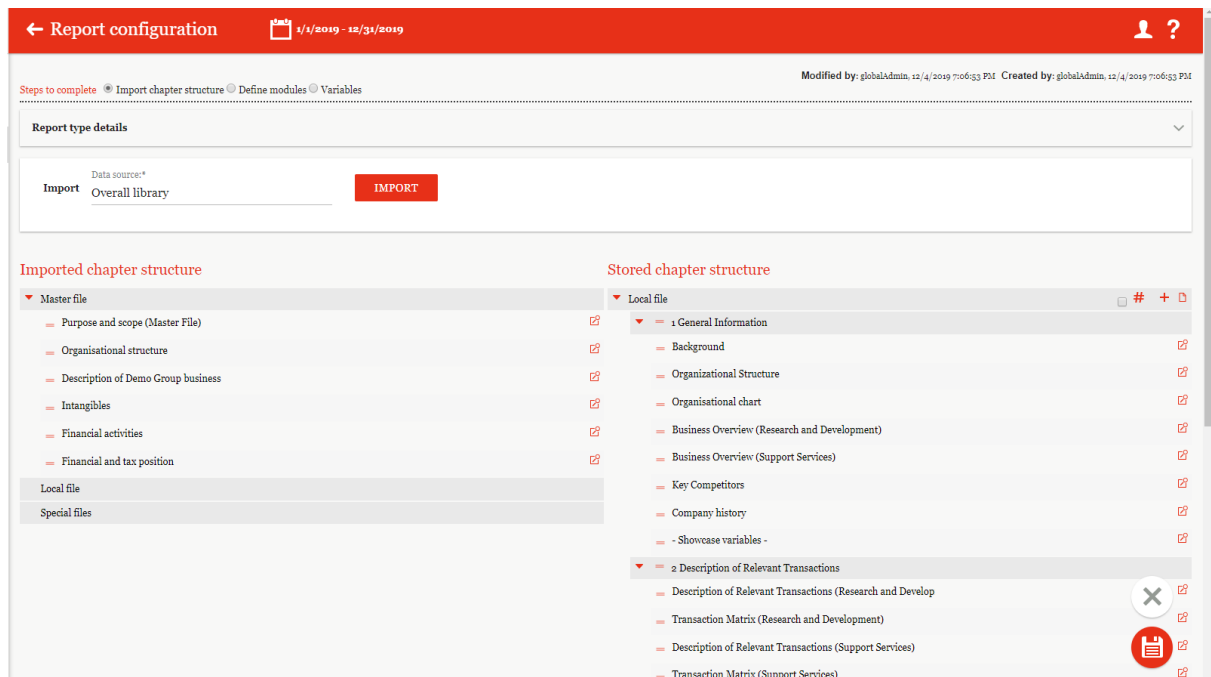 Report configuration
1/1/2019 - 12/31/2019
?
Modified by: globalAdmin, 12/4/2019 7:06:53 PM Created by: globalAdmin, 12/4/2019 7:06:53 PM
Steps to complete Import chapter structure Define modules Variables
Report type details
Data source:*
Import Overall library
IMPORT
Imported chapter structure
Master file
Purpose and scope (Master File)
Organisational structure
Description of Demo Group business
Intangibles
Financial activities
Financial and tax position
Local file
Special files
Stored chapter structure
Local file
# +
1 General Information
Background
Organizational Structure
Organisational chart
Business Overview (Research and Development)
Business Overview (Support Services)
Key Competitors
Company history
- Showcase variables -
2 Description of Relevant Transactions
Description of Relevant Transactions (Research and Develop
Transaction Matrix (Research and Development)
Description of Relevant Transactions (Support Services)
Transaction Matrix (Support Services)